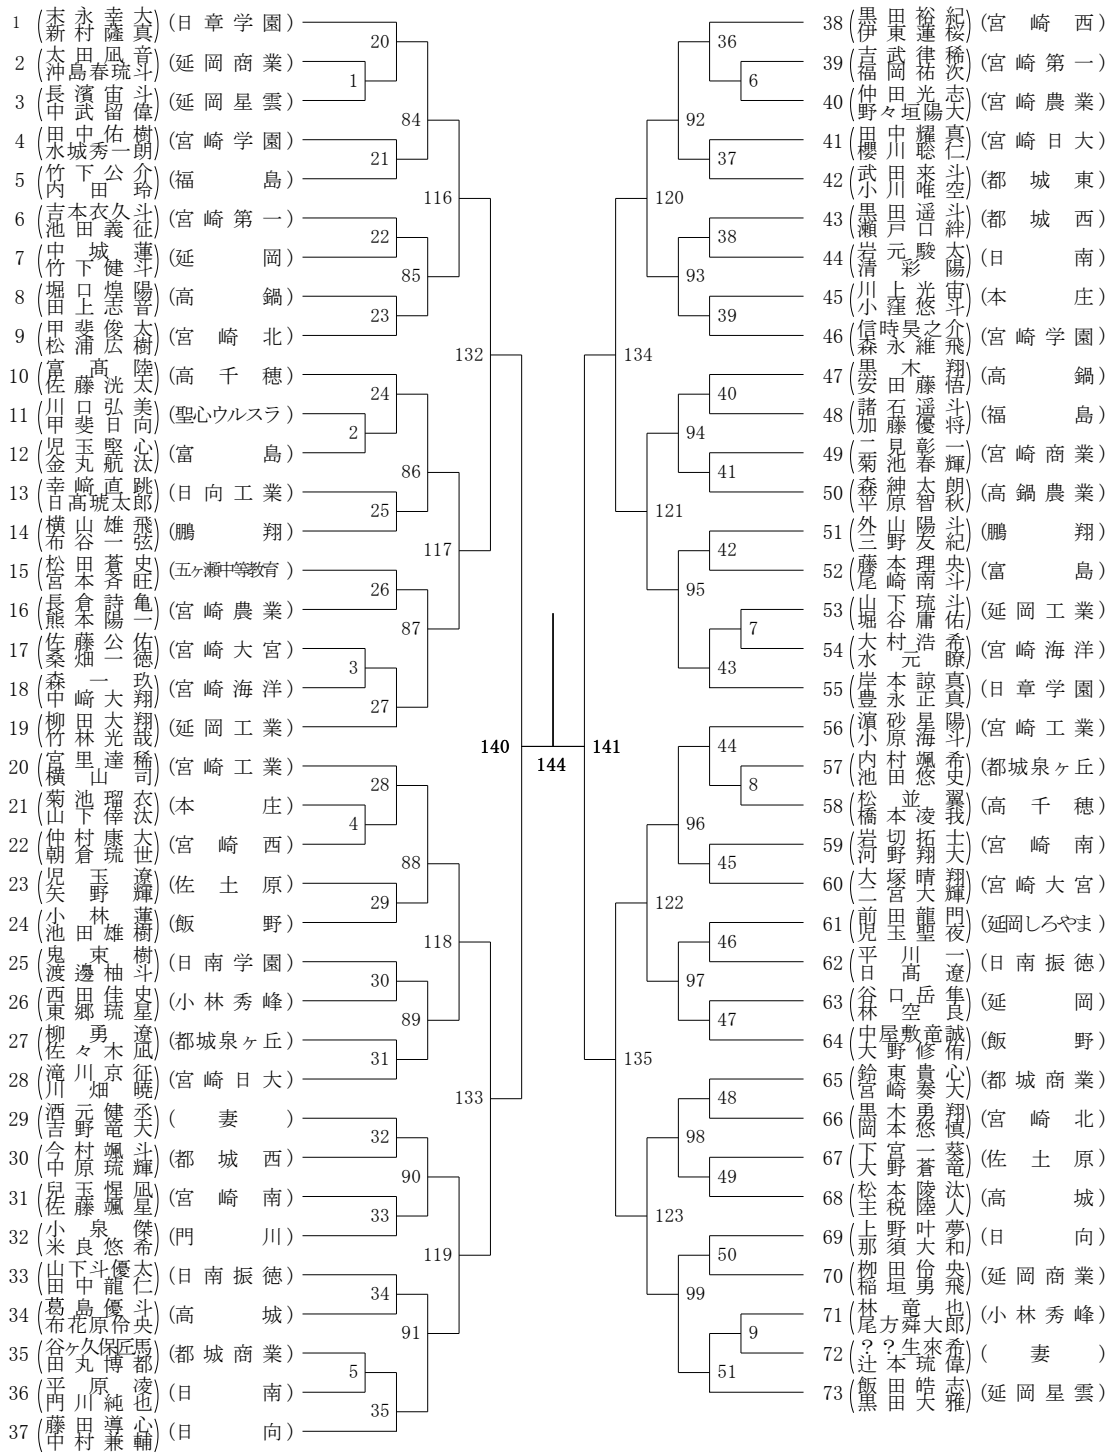 1 (末永幸大 新村薩真) (日章学園)
2 (太田凪音 沖島春琉斗) (延岡商業)
3 (長濱宙斗 中武留偉) (延岡星雲)
4 (田中佑樹 水城秀一朗) (宮崎学園)
5 (竹下公介 内田玲) (福島)
6 (吉本衣久斗 池田義征) (宮崎第一)
7 (中城蓮 竹下健斗) (延岡)
8 (堀口煌陽 田上志音) (高鍋)
9 (甲斐俊太 松浦広樹) (宮崎北)
10 (富髙陸 佐藤洸太) (高千穂)
11 (川口弘美 甲斐日向) (聖心ウルスラ)
12 (児玉堅心 金丸航汰) (富島)
13 (幸﨑直跳 日髙琥太郎) (日向工業)
14 (横山雄飛 布谷一弦) (鵬翔)
15 (松田蒼史 宮本斉旺) (五ヶ瀬中等教育)
16 (長倉詩亀 熊本陽一) (宮崎農業)
17 (佐藤公佑 桑畑一徳) (宮崎大宮)
18 (森一玖 中﨑大翔) (宮崎海洋)
19 (柳田大翔 竹林光哉) (延岡工業)
20 (宮里達稀 横山司) (宮崎工業)
21 (菊池瑠衣 山下倖汰) (本庄)
22 (仲村康大 朝倉琉世) (宮崎西)
23 (児玉遼 矢野輝) (佐土原)
24 (小林蓮 池田雄樹) (飯野)
25 (鬼束樹 渡邊柚斗) (日南学園)
26 (西田佳史 東郷琉星) (小林秀峰)
27 (柳勇遼 佐々木凪) (都城泉ヶ丘)
28 (滝川京征 川畑暁) (宮崎日大)
29 (酒元健丞 吉野竜大) (妻)
30 (今村颯斗 中原琉輝) (都城西)
31 (兒玉惺凪 佐藤颯星) (宮崎南)
32 (小泉傑 米良悠希) (門川)
33 (山下斗優太 田中龍仁) (日南振徳)
34 (葛島優斗 布花原伶央) (高城)
35 (谷ヶ久保匠馬 田丸博都) (都城商業)
36 (平原凌 門川純也) (日南)
37 (藤田導心 中村兼輔) (日向)
20
1
84
21
116
22
85
23
132
24
2
86
25
117
26
87
3
27
140
28
4
88
29
118
30
89
31
133
32
90
33
119
34
91
5
35
144
141
36
6
92
37
120
38
93
39
134
40
94
41
121
42
95
7
43
44
8
96
45
122
46
97
47
135
48
98
49
123
50
99
9
51
38 (黒田裕紀 伊東蓮桜) (宮崎西)
39 (吉武律稀 福岡祐次) (宮崎第一)
40 (仲田光志 野々垣陽大) (宮崎農業)
41 (田中耀真 櫻川聡仁) (宮崎日大)
42 (武田来斗 小川唯空) (都城東)
43 (黒田遥斗 瀬戸口絆) (都城西)
44 (岩元駿太 清彩陽) (日南)
45 (川上光宙 小窪悠斗) (本庄)
46 (信時昊之介 森永維飛) (宮崎学園)
47 (黒木翔 安田藤悟) (高鍋)
48 (諸石遥斗 加藤優将) (福島)
49 (二見彰一 菊池春輝) (宮崎商業)
50 (森紳太朗 平原智秋) (高鍋農業)
51 (外山陽斗 三野友紀) (鵬翔)
52 (藤本理央 尾崎南斗) (富島)
53 (山下琉斗 堀谷庸佑) (延岡工業)
54 (大村浩希 水元瞭) (宮崎海洋)
55 (岸本諒真 豊永正真) (日章学園)
56 (濵砂星陽 小原海斗) (宮崎工業)
57 (内村颯希 池田悠史) (都城泉ヶ丘)
58 (松並翼 橋本凌我) (高千穂)
59 (岩切拓士 河野翔大) (宮崎南)
60 (大塚晴翔 二宮大輝) (宮崎大宮)
61 (前田龍門 児玉聖夜) (延岡しろやま)
62 (平川一 日髙遼) (日南振徳)
63 (谷口岳隼 林空良) (延岡)
64 (中屋敷竜誠 大野修侑) (飯野)
65 (鈴東貴心 宮崎奏大) (都城商業)
66 (黒木勇翔 岡本悠慎) (宮崎北)
67 (下宮一葵 大野蒼竜) (佐土原)
68 (松本陵汰 主税陸人) (高城)
69 (上野叶夢 那須大和) (日向)
70 (栁田伶央 稲垣勇飛) (延岡商業)
71 (林竜也 尾方舜大郎) (小林秀峰)
72 (??生來希 辻本琉偉) (妻)
73 (飯田皓志 黒田大雅) (延岡星雲)